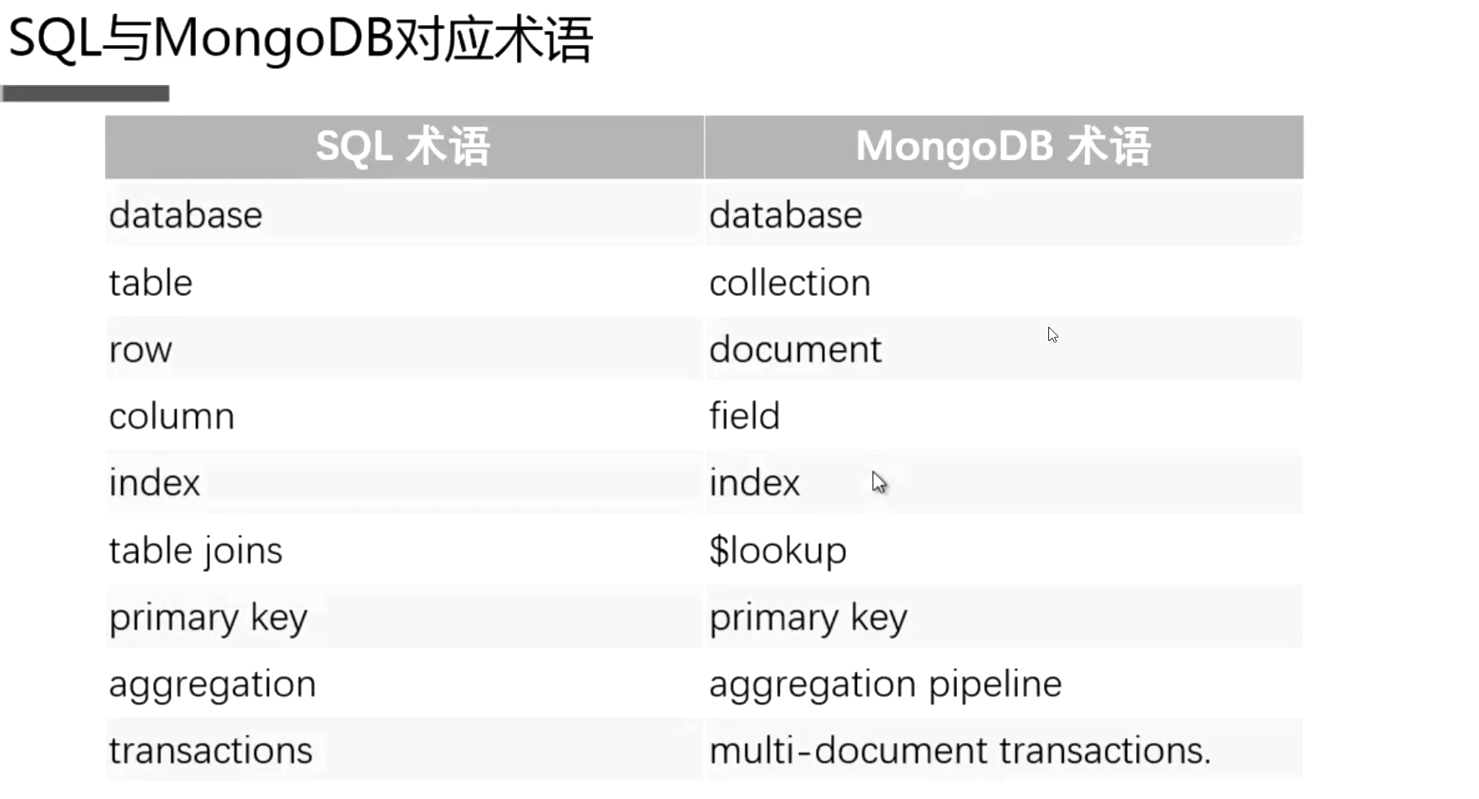 SQL与MongoDB对应术语
SQL 术语 MongoDB 术语
database database
table collection
row document
column field
index index
table joins $lookup
primary key primary key
aggregation aggregation pipeline
transactions multi-document transactions.